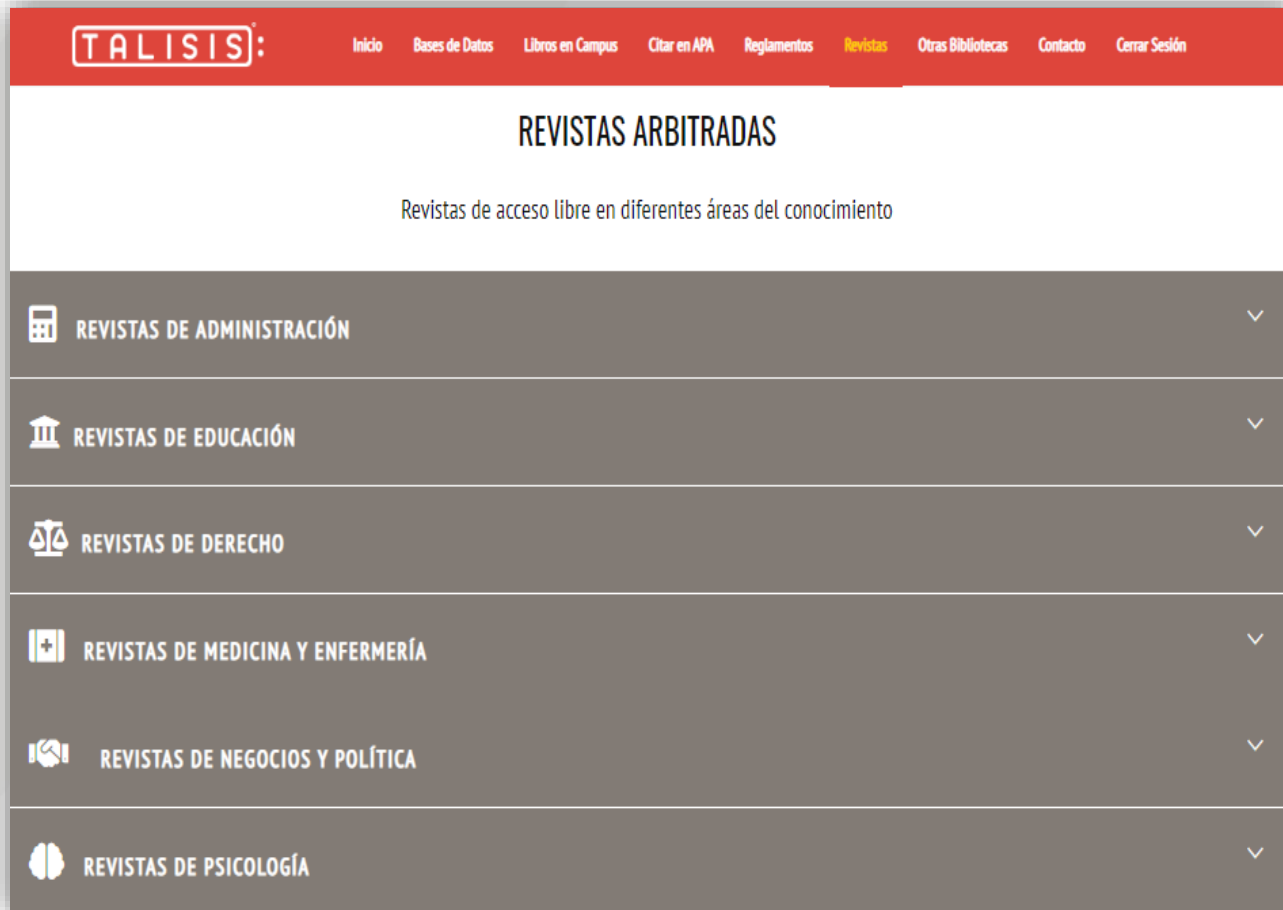 TALISIS:
Inicio Bases de Datos Libros en Campus Citar en APA Reglamentos Revistas Otras Bibliotecas Contacto Cerrar Sesión
REVISTAS ARBITRADAS
Revistas de acceso libre en diferentes áreas del conocimiento
REVISTAS DE ADMINISTRACIÓN
REVISTAS DE EDUCACIÓN
REVISTAS DE DERECHO
REVISTAS DE MEDICINA Y ENFERMERÍA
REVISTAS DE NEGOCIOS Y POLÍTICA
REVISTAS DE PSICOLOGÍA